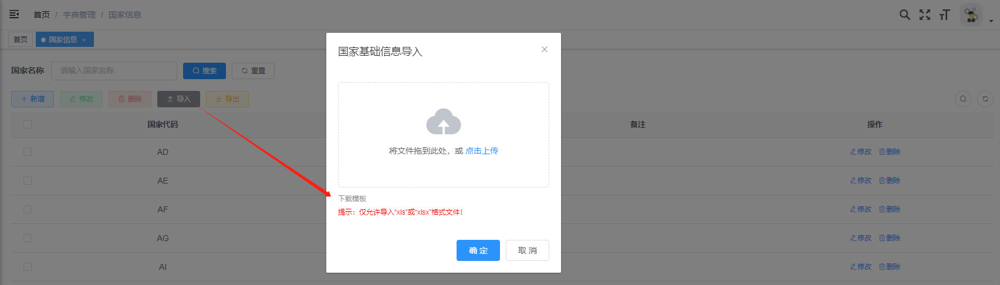 首页 / 字典管理 / 国家信息
首页 国家信息 ×
国家名称 请输入国家名称 搜索 重置
新增 修改 删除 导入 导出
国家代码 备注 操作
AD 修改 删除
AE 修改 删除
AF 修改 删除
AG 修改 删除
AI 修改 删除
国家基础信息导入
将文件拖到此处，或 点击上传
下载模板
提示：仅允许导入“xls”或“xlsx”格式文件！
确 定 取 消